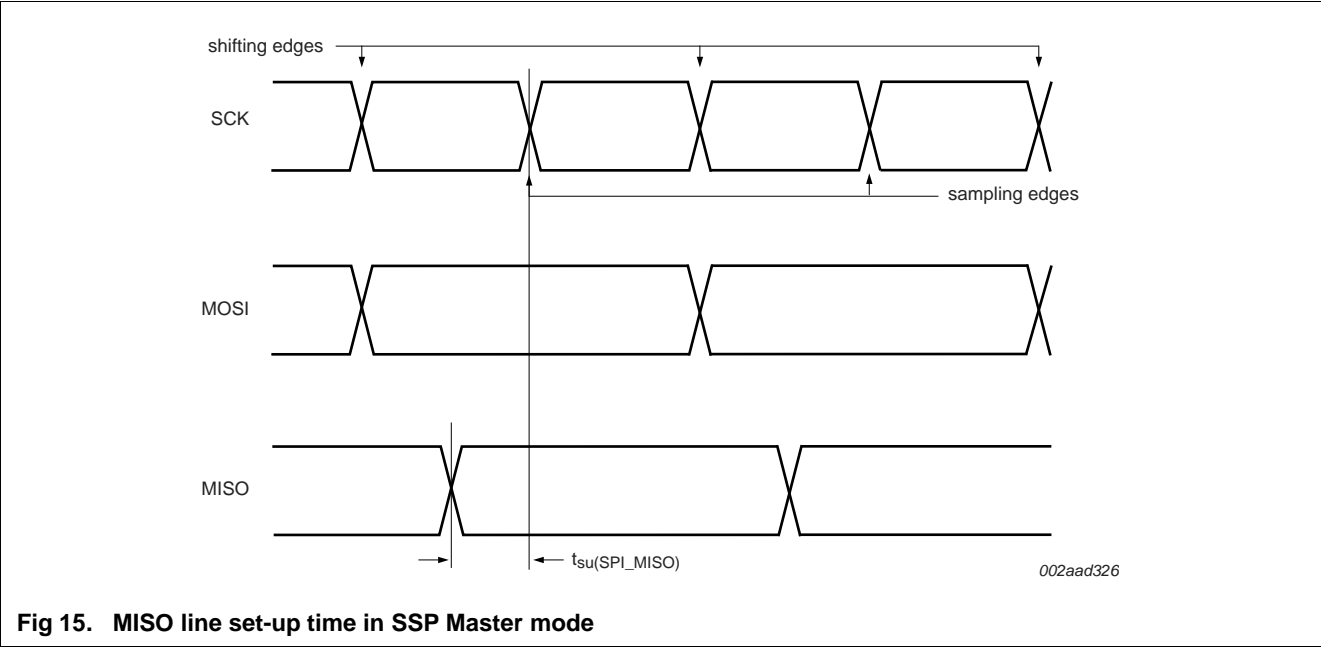 shifting edges
SCK
sampling edges
MOSI
MISO
tsu(SPI_MISO)
002aad326
Fig 15. MISO line set-up time in SSP Master mode